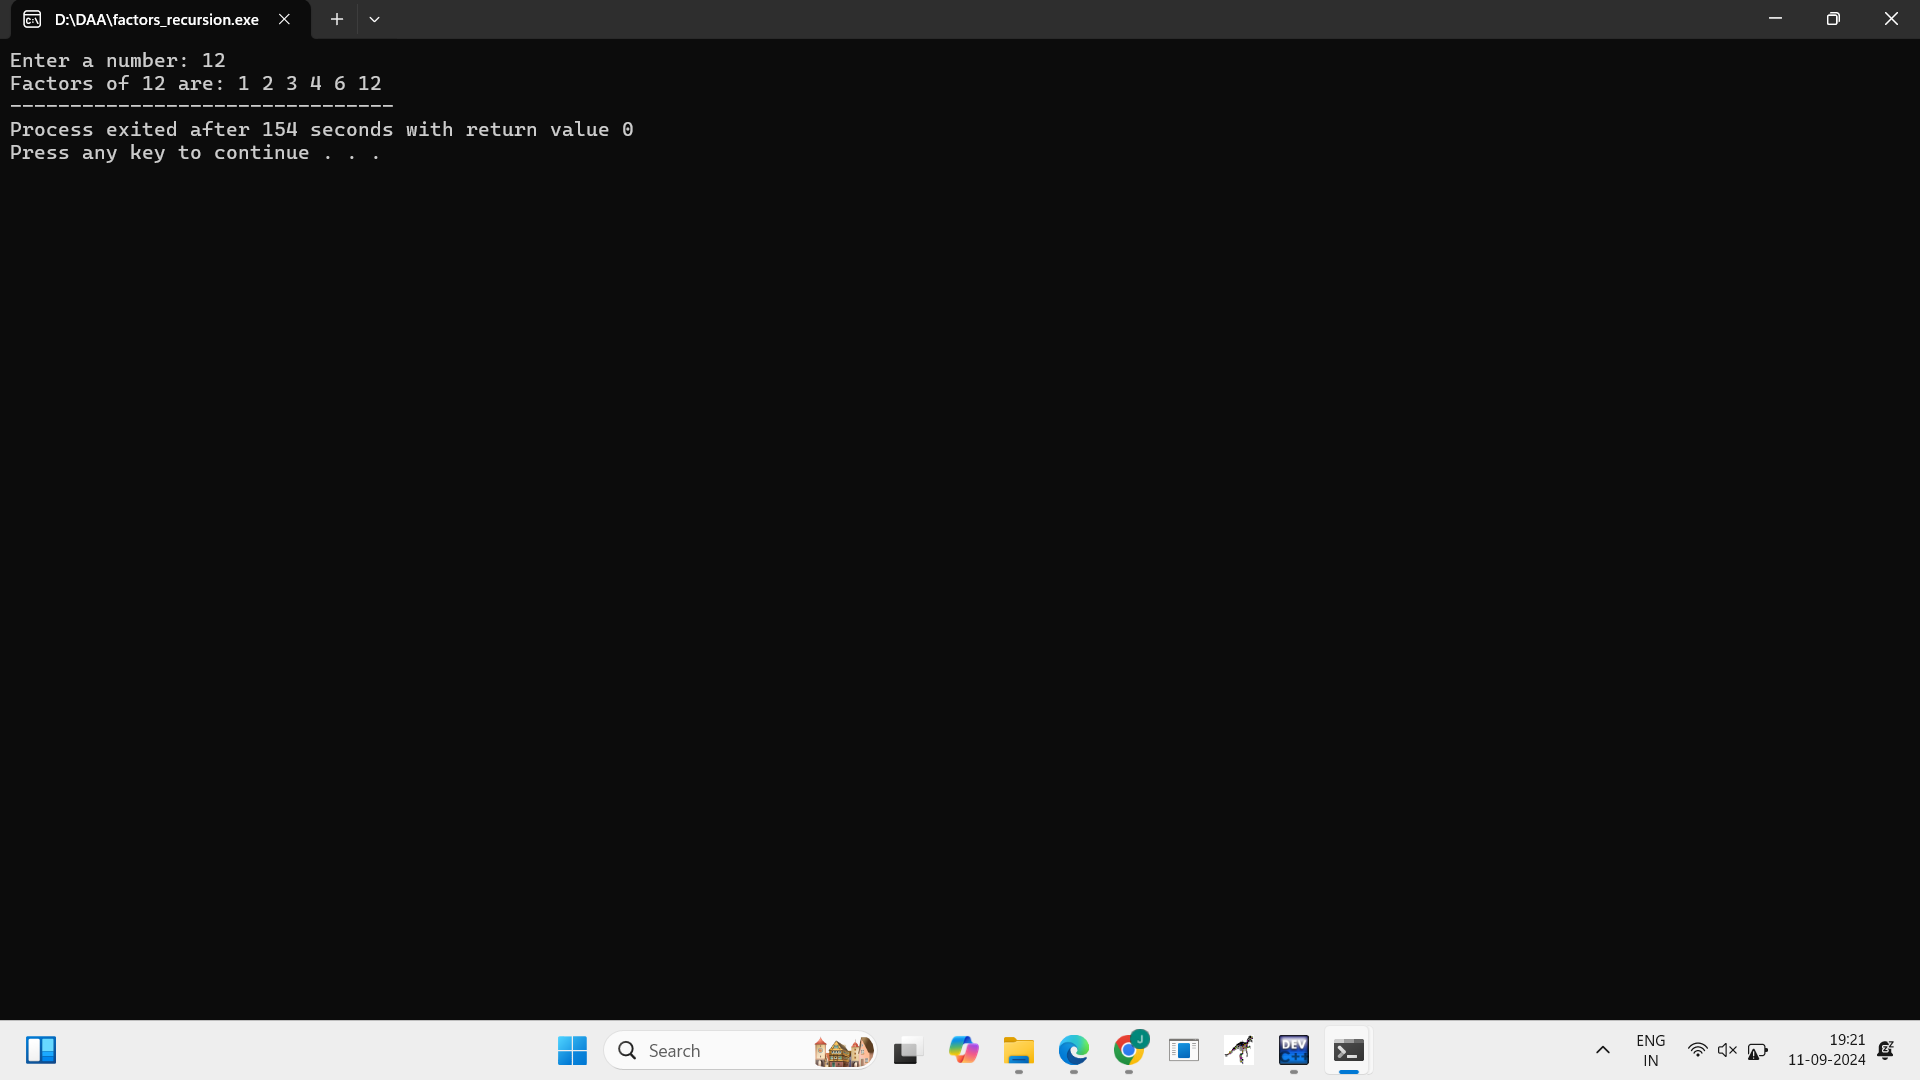 D:\DAA\factors_recursion.exe
Enter a number: 12
Factors of 12 are: 1 2 3 4 6 12
--------------------------------
Process exited after 154 seconds with return value 0
Press any key to continue . . .
Search
J
DEV
C++
ENG
IN
19:21
11-09-2024